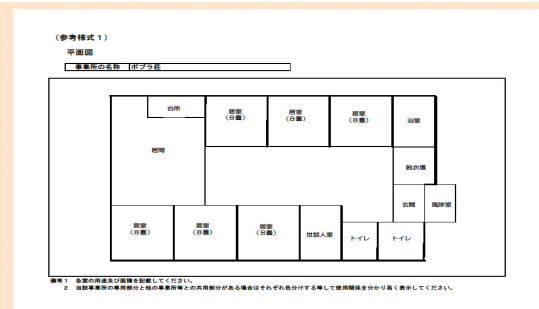 （参考様式１）
平面図
事業所の名称 ポプラ荘
台所
居室
（８畳）
居室
（８畳）
居室
（８畳）
浴室
居間
脱衣場
玄関
風除室
居室
（８畳）
居室
（８畳）
居室
（８畳）
世話人室
トイレ
トイレ
備考１ 各室の用途及び面積を記載してください。
２ 当該事業所の専用部分と他の事業所等との共用部分がある場合はそれぞれ色分けする等して使用関係を分かり易く表示してください。